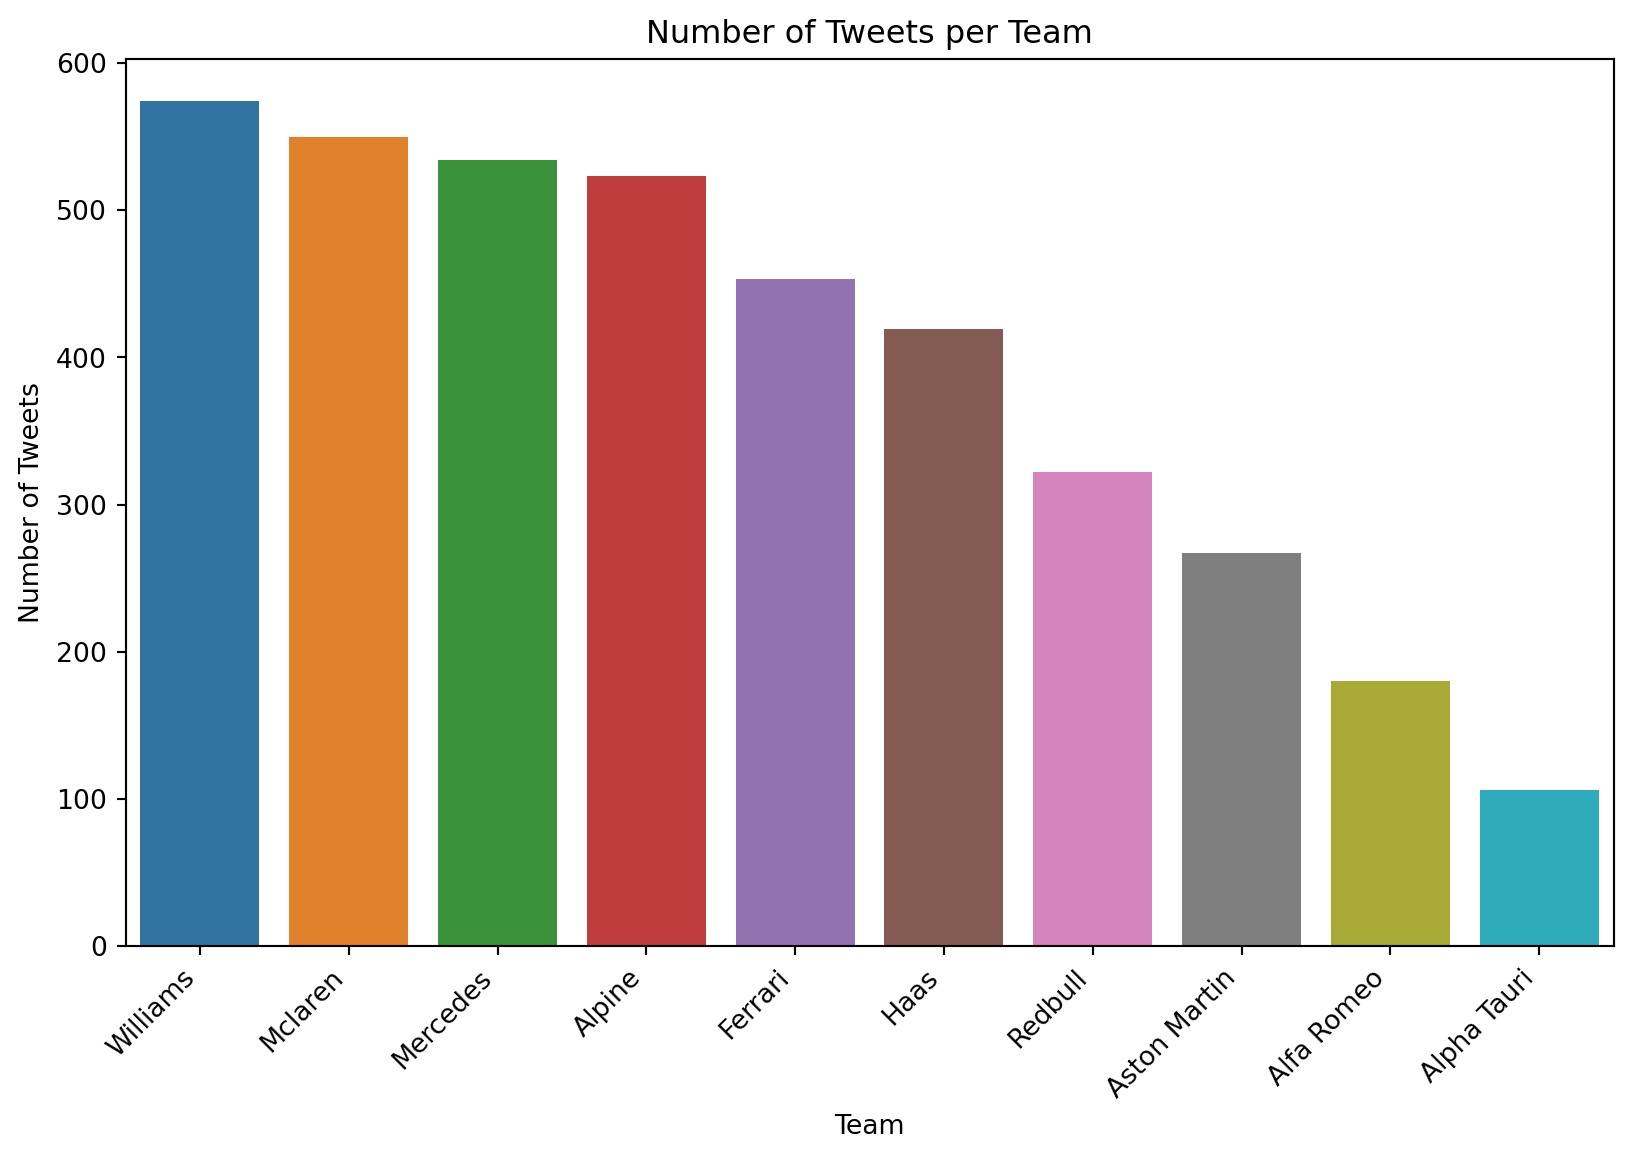 Number of Tweets per Team
600
500
400
300
200
100
0
Number of Tweets
Williams
Mclaren
Mercedes
Alpine
Ferrari
Haas
Redbull
Aston Martin
Alfa Romeo
Alpha Tauri
Team